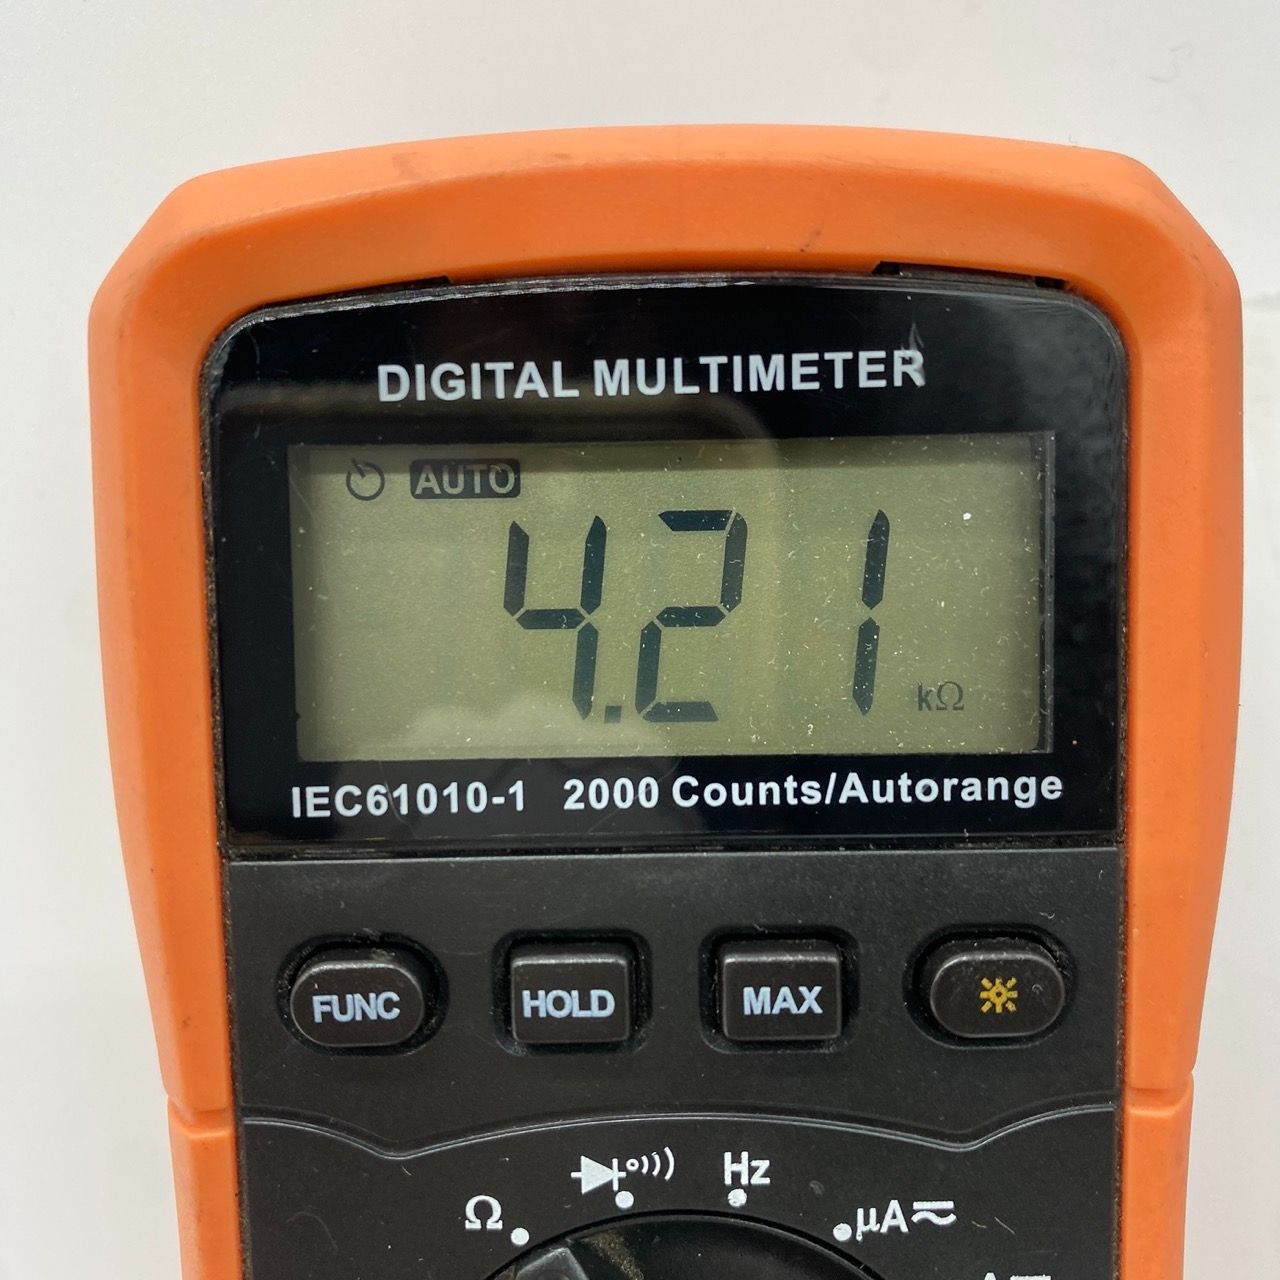 DIGITAL MULTIMETER
AUTO
4.21 kΩ
IEC61010-1 2000 Counts/Autorange
FUNC HOLD MAX
Hz
Ω µA